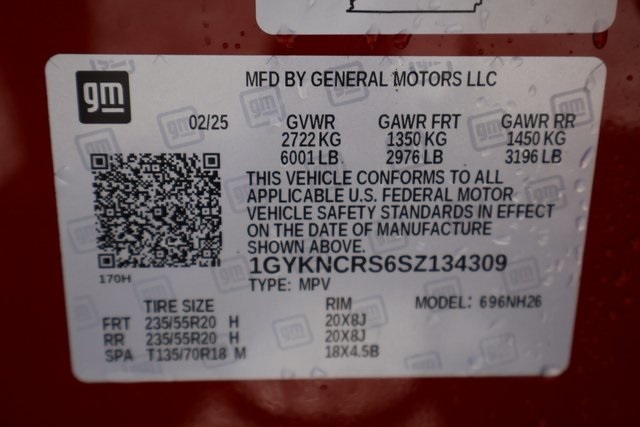 gm
MFD BY GENERAL MOTORS LLC
02/25 GVWR GAWR FRT GAWR RR
2722 KG 1350 KG 1450 KG
6001 LB 2976 LB 3196 LB
THIS VEHICLE CONFORMS TO ALL
APPLICABLE U.S. FEDERAL MOTOR
VEHICLE SAFETY STANDARDS IN EFFECT
ON THE DATE OF MANUFACTURE
SHOWN ABOVE.
170H
1GYKNCRS6SZ134309
TYPE: MPV
TIRE SIZE RIM MODEL: 696NH26
FRT 235/55R20 H 20X8J
RR 235/55R20 H 20X8J
SPA T135/70R18 M 18X4.5B